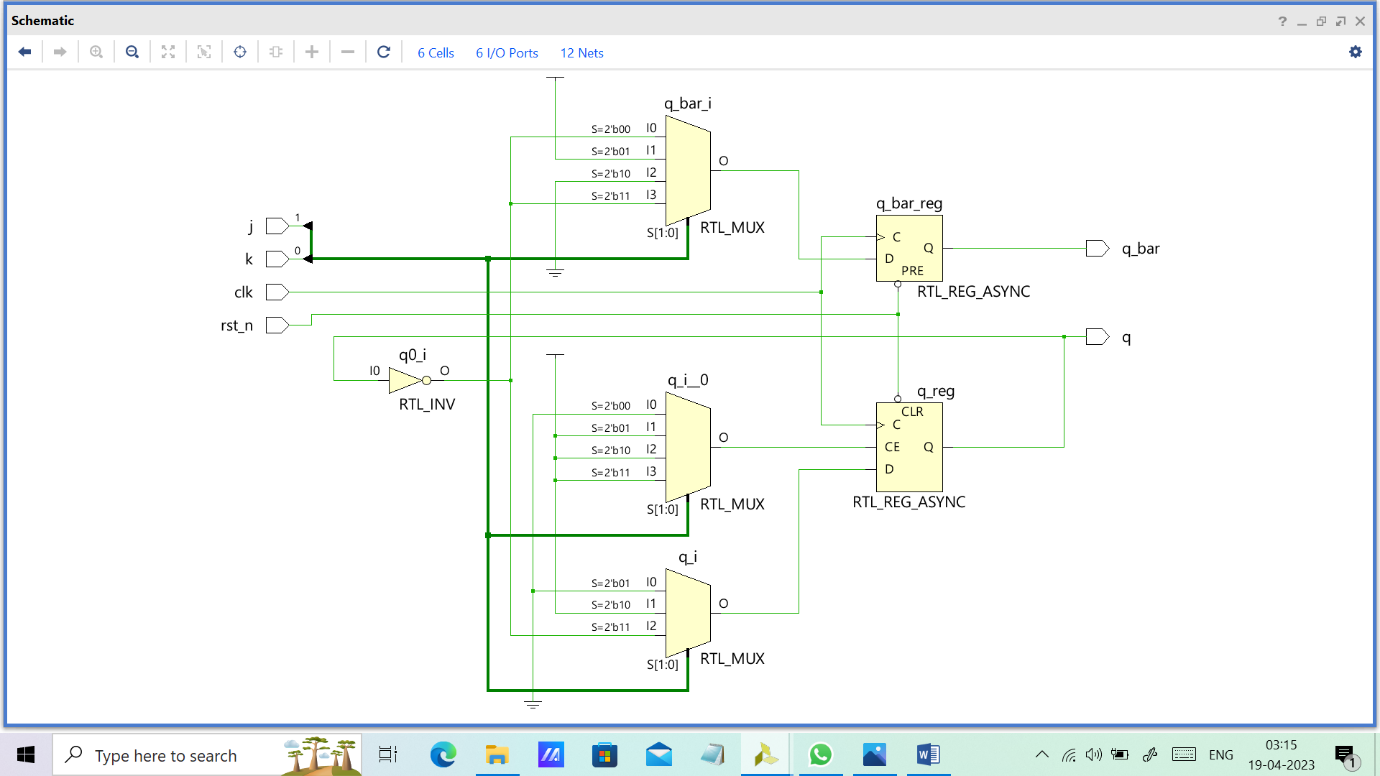 Schematic
?
6 Cells 6 I/O Ports 12 Nets
q_bar_i
S=2'b00 I0
S=2'b01 I1
S=2'b10 I2
S=2'b11 I3
O
S[1:0] RTL_MUX
j 1
k 0
clk
rst_n
q_bar_reg
C
D
Q
PRE
RTL_REG_ASYNC
q_bar
q
q0_i
I0 O
RTL_INV
q_i__0
S=2'b00 I0
S=2'b01 I1
S=2'b10 I2
S=2'b11 I3
O
S[1:0] RTL_MUX
q_reg
CLR
C
CE Q
D
RTL_REG_ASYNC
q_i
S=2'b01 I0
S=2'b10 I1
S=2'b11 I2
O
S[1:0] RTL_MUX
Type here to search
W
ENG
03:15
19-04-2023
1